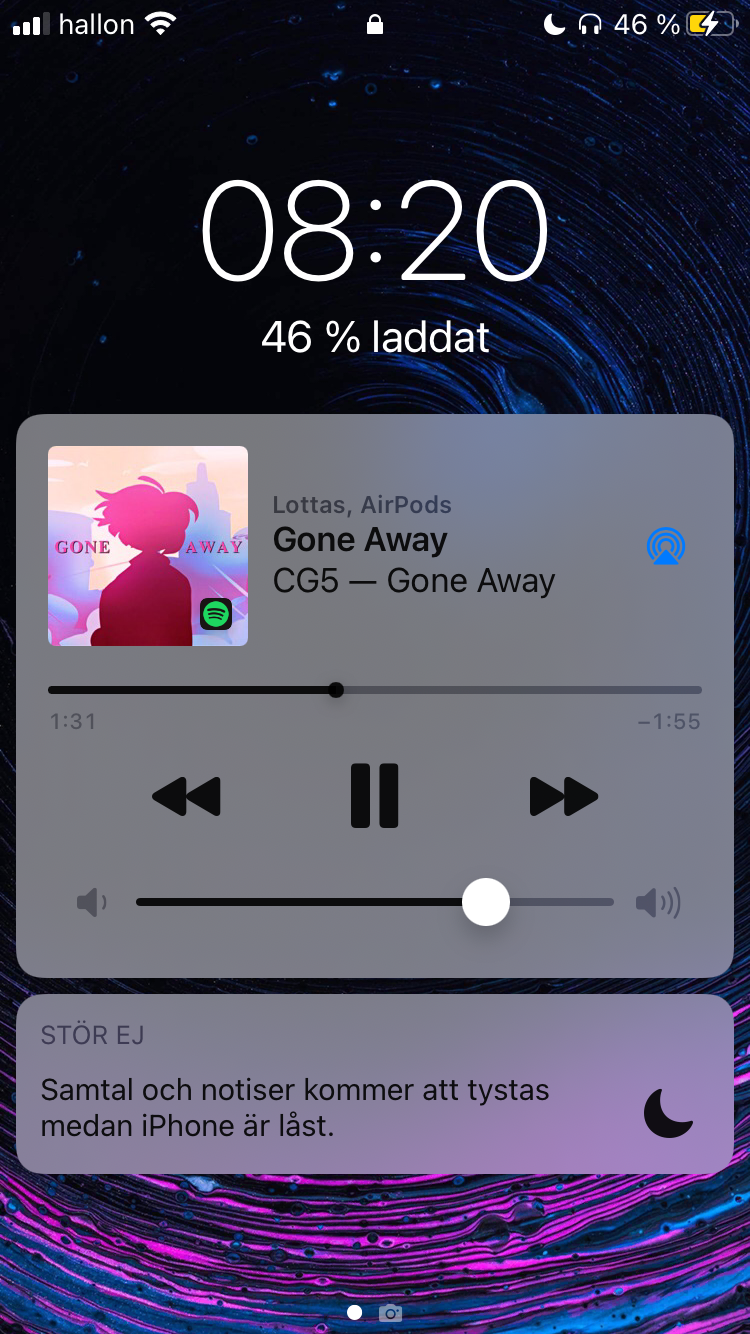 hallon 46 %
08:20
46 % laddat
Lottas, AirPods
GONE AWAY
Gone Away
CG5 — Gone Away
1:31 −1:55
STÖR EJ
Samtal och notiser kommer att tystas
medan iPhone är låst.